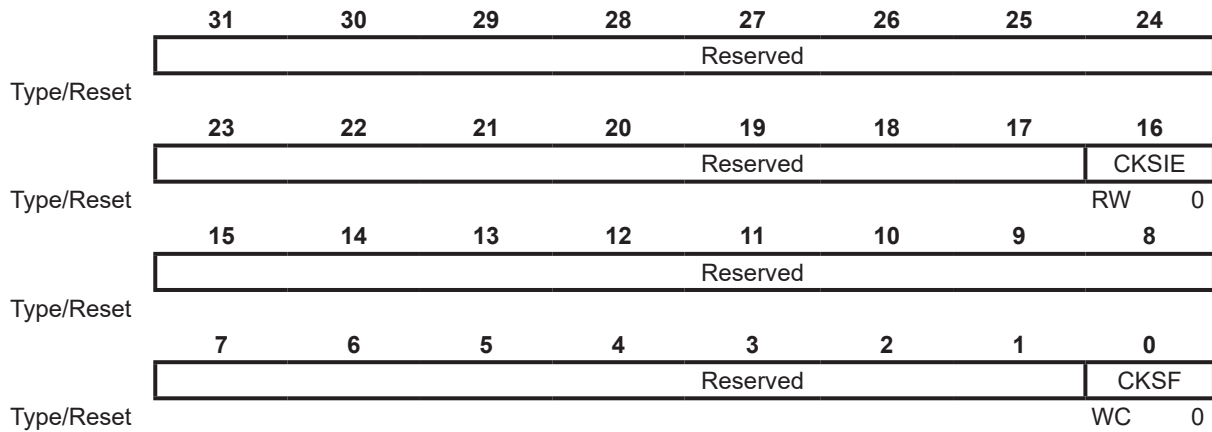 31 30 29 28 27 26 25 24
Reserved
Type/Reset
23 22 21 20 19 18 17 16
Reserved CKSIE
Type/Reset RW 0
15 14 13 12 11 10 9 8
Reserved
Type/Reset
7 6 5 4 3 2 1 0
Reserved CKSF
Type/Reset WC 0